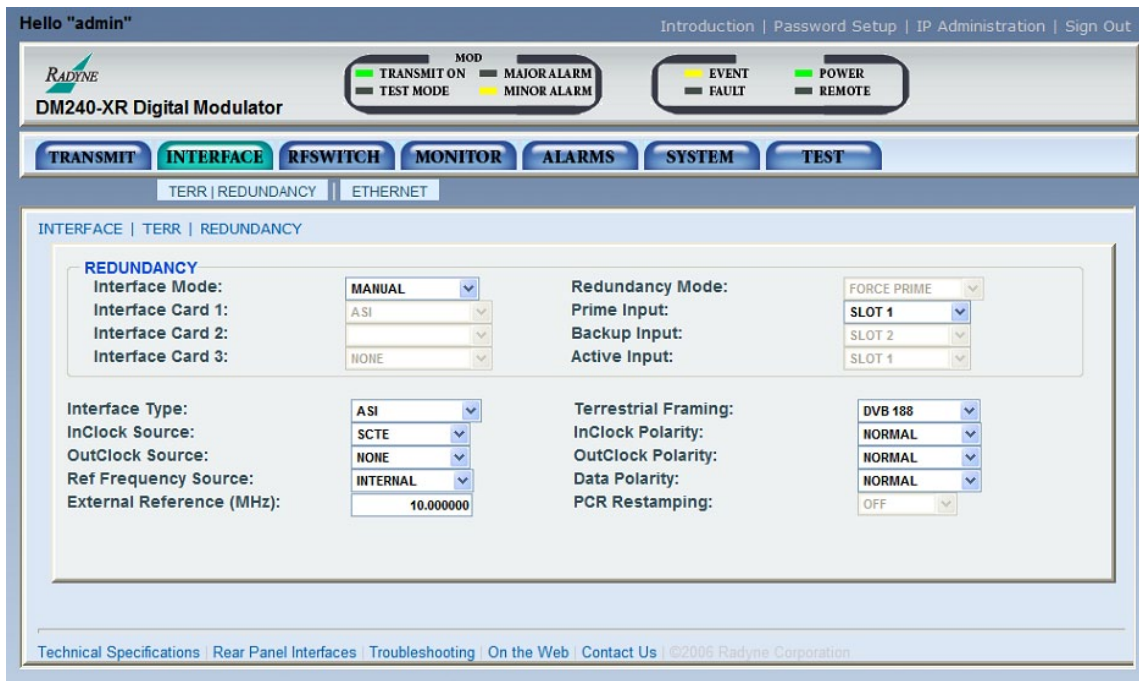 Hello "admin"
Introduction | Password Setup | IP Administration | Sign Out
RADYNE
DM240-XR Digital Modulator
MOD
TRANSMIT ON MAJOR ALARM
TEST MODE MINOR ALARM
EVENT POWER
FAULT REMOTE
TRANSMIT INTERFACE RFSWITCH MONITOR ALARMS SYSTEM TEST
TERR | REDUNDANCY ETHERNET
INTERFACE | TERR | REDUNDANCY
REDUNDANCY
Interface Mode: MANUAL Redundancy Mode: FORCE PRIME
Interface Card 1: ASI Prime Input: SLOT 1
Interface Card 2: Backup Input: SLOT 2
Interface Card 3: NONE Active Input: SLOT 1
Interface Type: ASI Terrestrial Framing: DVB 188
InClock Source: SCTE InClock Polarity: NORMAL
OutClock Source: NONE OutClock Polarity: NORMAL
Ref Frequency Source: INTERNAL Data Polarity: NORMAL
External Reference (MHz): 10.000000 PCR Restamping: OFF
Technical Specifications | Rear Panel Interfaces | Troubleshooting | On the Web | Contact Us | ©2006 Radyne Corporation